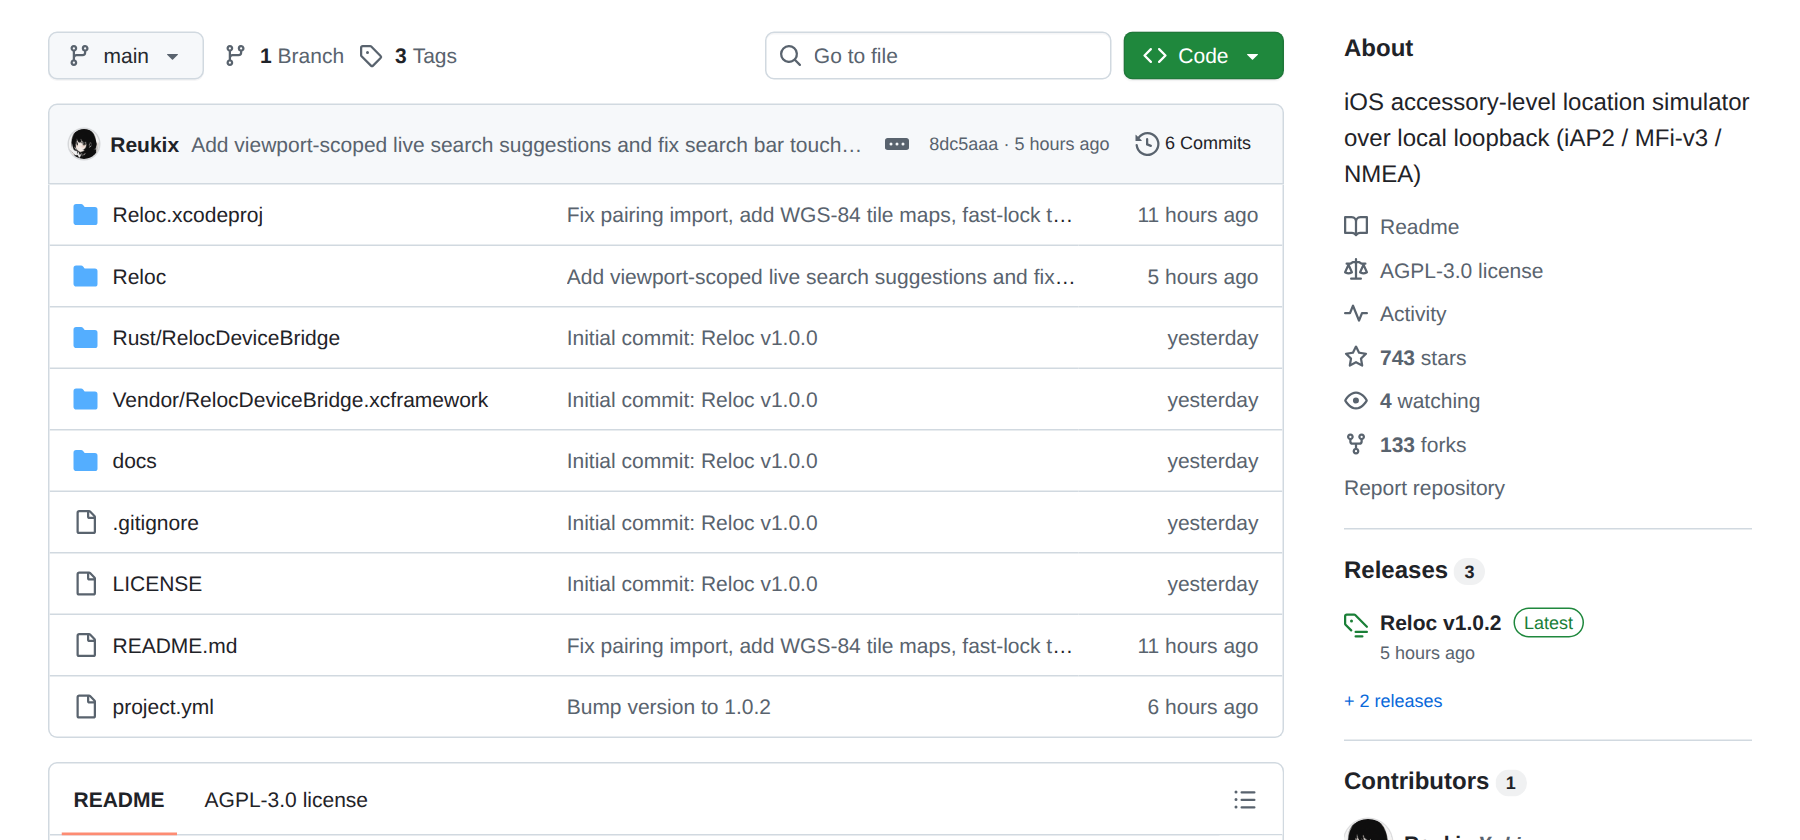 main
1 Branch
3 Tags
Go to file
Code
Reukix Add viewport-scoped live search suggestions and fix search bar touch… 8dc5aaa · 5 hours ago 6 Commits
Reloc.xcodeproj Fix pairing import, add WGS-84 tile maps, fast-lock t… 11 hours ago
Reloc Add viewport-scoped live search suggestions and fix… 5 hours ago
Rust/RelocDeviceBridge Initial commit: Reloc v1.0.0 yesterday
Vendor/RelocDeviceBridge.xcframework Initial commit: Reloc v1.0.0 yesterday
docs Initial commit: Reloc v1.0.0 yesterday
.gitignore Initial commit: Reloc v1.0.0 yesterday
LICENSE Initial commit: Reloc v1.0.0 yesterday
README.md Fix pairing import, add WGS-84 tile maps, fast-lock t… 11 hours ago
project.yml Bump version to 1.0.2 6 hours ago
README AGPL-3.0 license
About
iOS accessory-level location simulator
over local loopback (iAP2 / MFi-v3 /
NMEA)
Readme
AGPL-3.0 license
Activity
743 stars
4 watching
133 forks
Report repository
Releases 3
Reloc v1.0.2 Latest
5 hours ago
+ 2 releases
Contributors 1